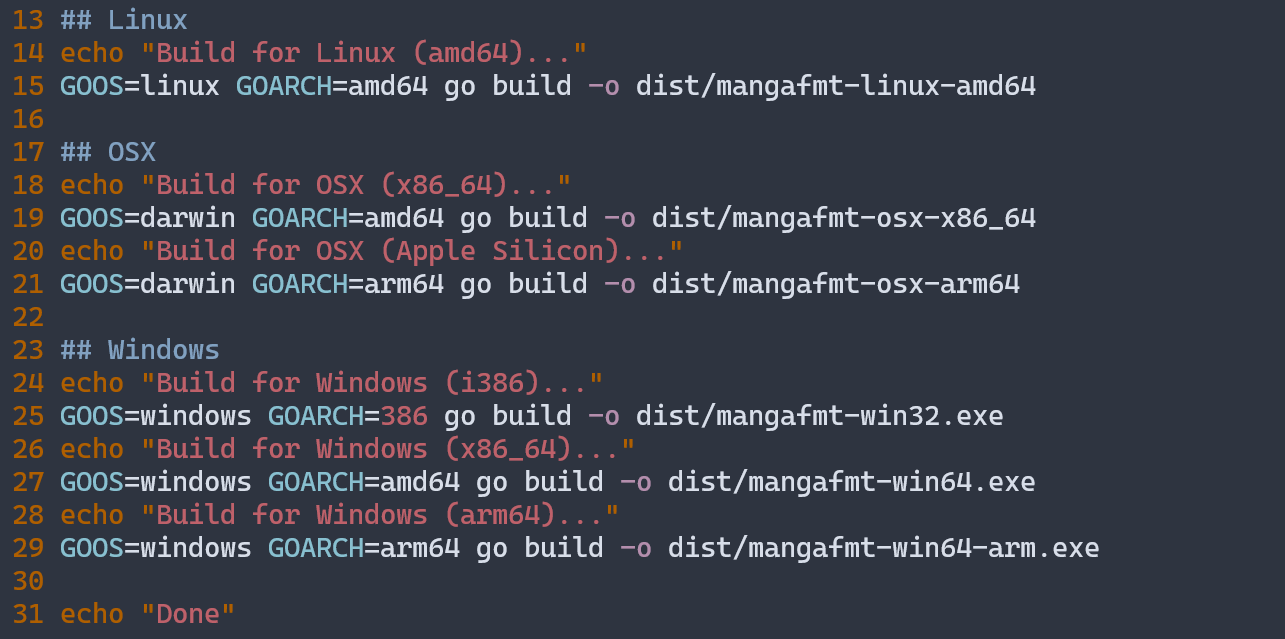 13 ## Linux
14 echo "Build for Linux (amd64)..."
15 GOOS=linux GOARCH=amd64 go build -o dist/mangafmt-linux-amd64
16
17 ## OSX
18 echo "Build for OSX (x86_64)..."
19 GOOS=darwin GOARCH=amd64 go build -o dist/mangafmt-osx-x86_64
20 echo "Build for OSX (Apple Silicon)..."
21 GOOS=darwin GOARCH=arm64 go build -o dist/mangafmt-osx-arm64
22
23 ## Windows
24 echo "Build for Windows (i386)..."
25 GOOS=windows GOARCH=386 go build -o dist/mangafmt-win32.exe
26 echo "Build for Windows (x86_64)..."
27 GOOS=windows GOARCH=amd64 go build -o dist/mangafmt-win64.exe
28 echo "Build for Windows (arm64)..."
29 GOOS=windows GOARCH=arm64 go build -o dist/mangafmt-win64-arm.exe
30
31 echo "Done"